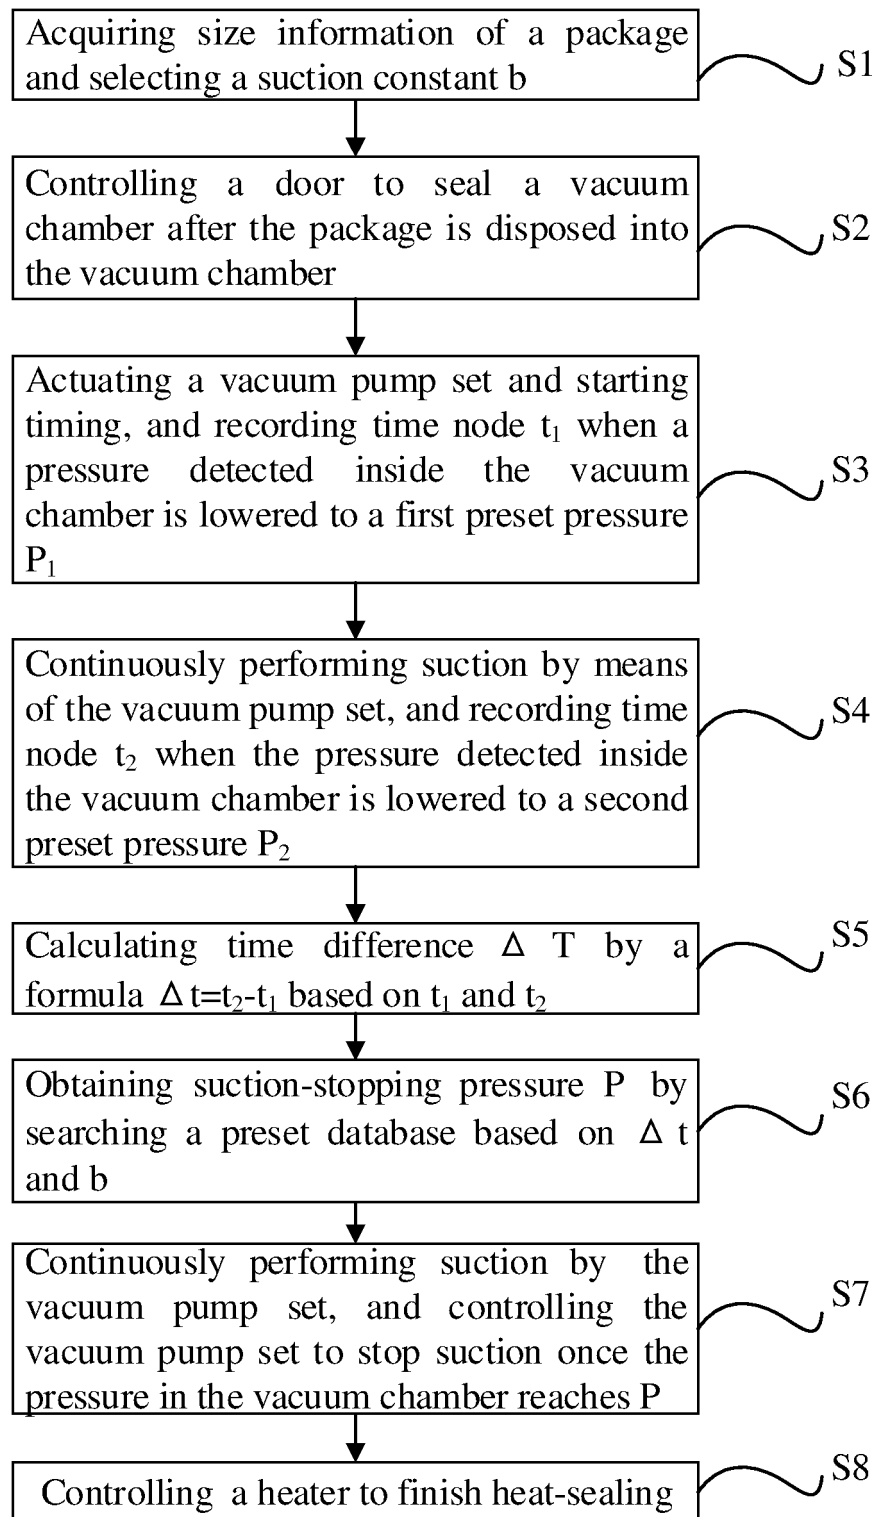 Acquiring size information of a package
and selecting a suction constant b
S1
Controlling a door to seal a vacuum
chamber after the package is disposed into
the vacuum chamber
S2
Actuating a vacuum pump set and starting
timing, and recording time node t₁ when a
pressure detected inside the vacuum
chamber is lowered to a first preset pressure
P₁
S3
Continuously performing suction by means
of the vacuum pump set, and recording time
node t₂ when the pressure detected inside
the vacuum chamber is lowered to a second
preset pressure P₂
S4
Calculating time difference Δ T by a
formula Δ t=t₂-t₁ based on t₁ and t₂
S5
Obtaining suction-stopping pressure P by
searching a preset database based on Δ t
and b
S6
Continuously performing suction by the
vacuum pump set, and controlling the
vacuum pump set to stop suction once the
pressure in the vacuum chamber reaches P
S7
Controlling a heater to finish heat-sealing
S8